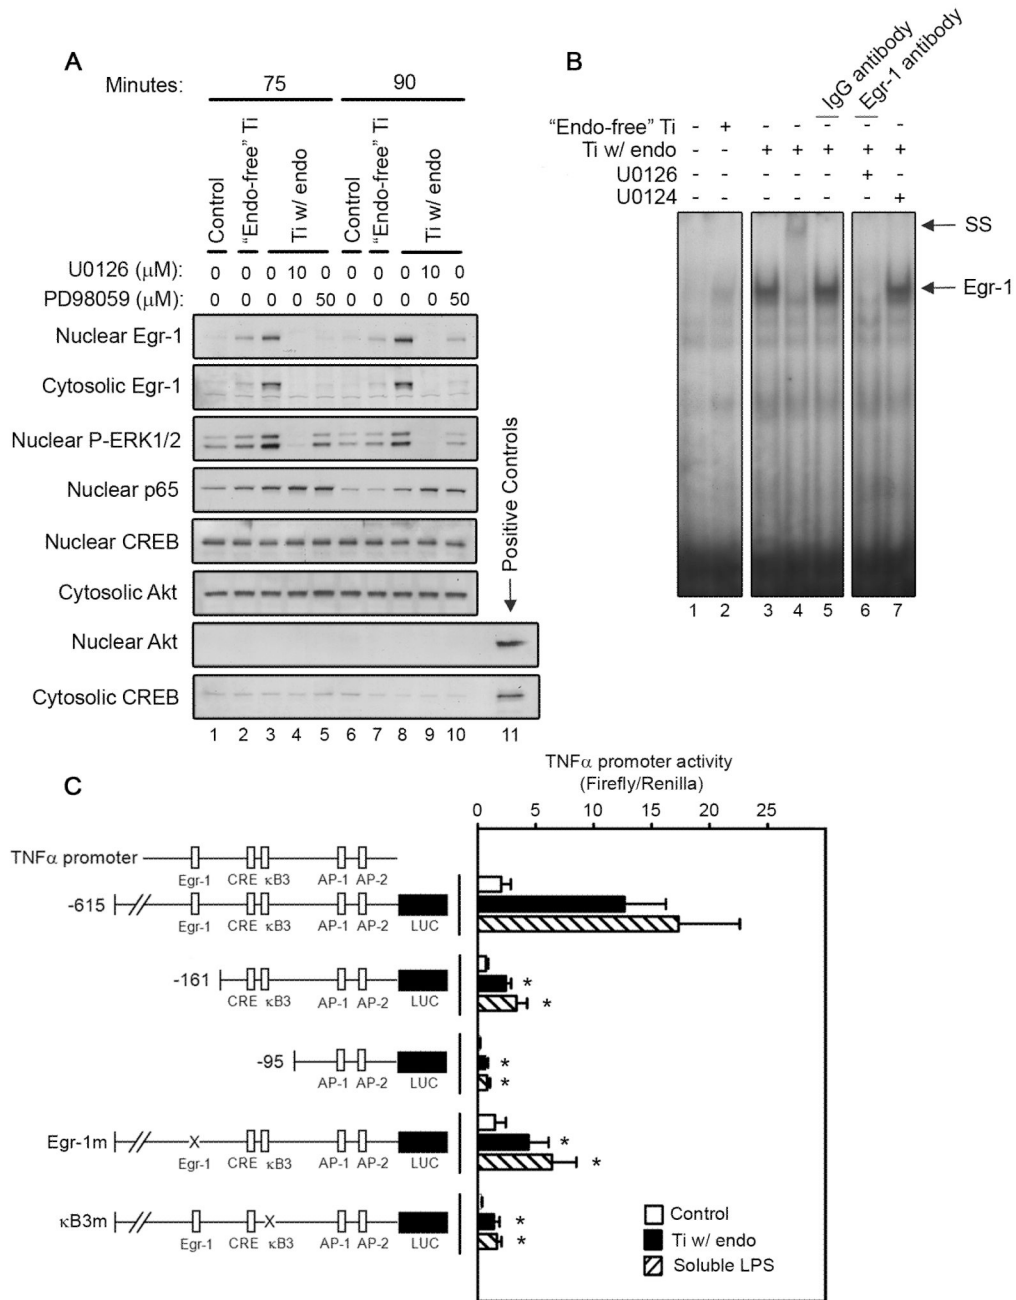 A
Minutes: 75 90
Control "Endo-free" Ti Ti w/ endo Control "Endo-free" Ti Ti w/ endo
U0126 (μM): 0 0 0 10 0 0 0 0 10 0
PD98059 (μM): 0 0 0 0 50 0 0 0 0 50
Nuclear Egr-1
Cytosolic Egr-1
Nuclear P-ERK1/2
Nuclear p65
Nuclear CREB
Cytosolic Akt
Nuclear Akt
Cytosolic CREB
Positive Controls
1 2 3 4 5 6 7 8 9 10 11
B
IgG antibody
Egr-1 antibody
"Endo-free" Ti - + - - - - -
Ti w/ endo - - + + + + +
U0126 - - - - - + -
U0124 - - - - - - +
SS
Egr-1
1 2 3 4 5 6 7
C
TNFα promoter activity
(Firefly/Renilla)
0 5 10 15 20 25
TNFα promoter
Egr-1 CRE κB3 AP-1 AP-2
-615
Egr-1 CRE κB3 AP-1 AP-2 LUC
-161 *
CRE κB3 AP-1 AP-2 LUC *
-95 *
AP-1 AP-2 LUC *
Egr-1m X *
Egr-1 CRE κB3 AP-1 AP-2 LUC *
κB3m X *
Egr-1 CRE κB3 AP-1 AP-2 LUC *
Control
Ti w/ endo
Soluble LPS